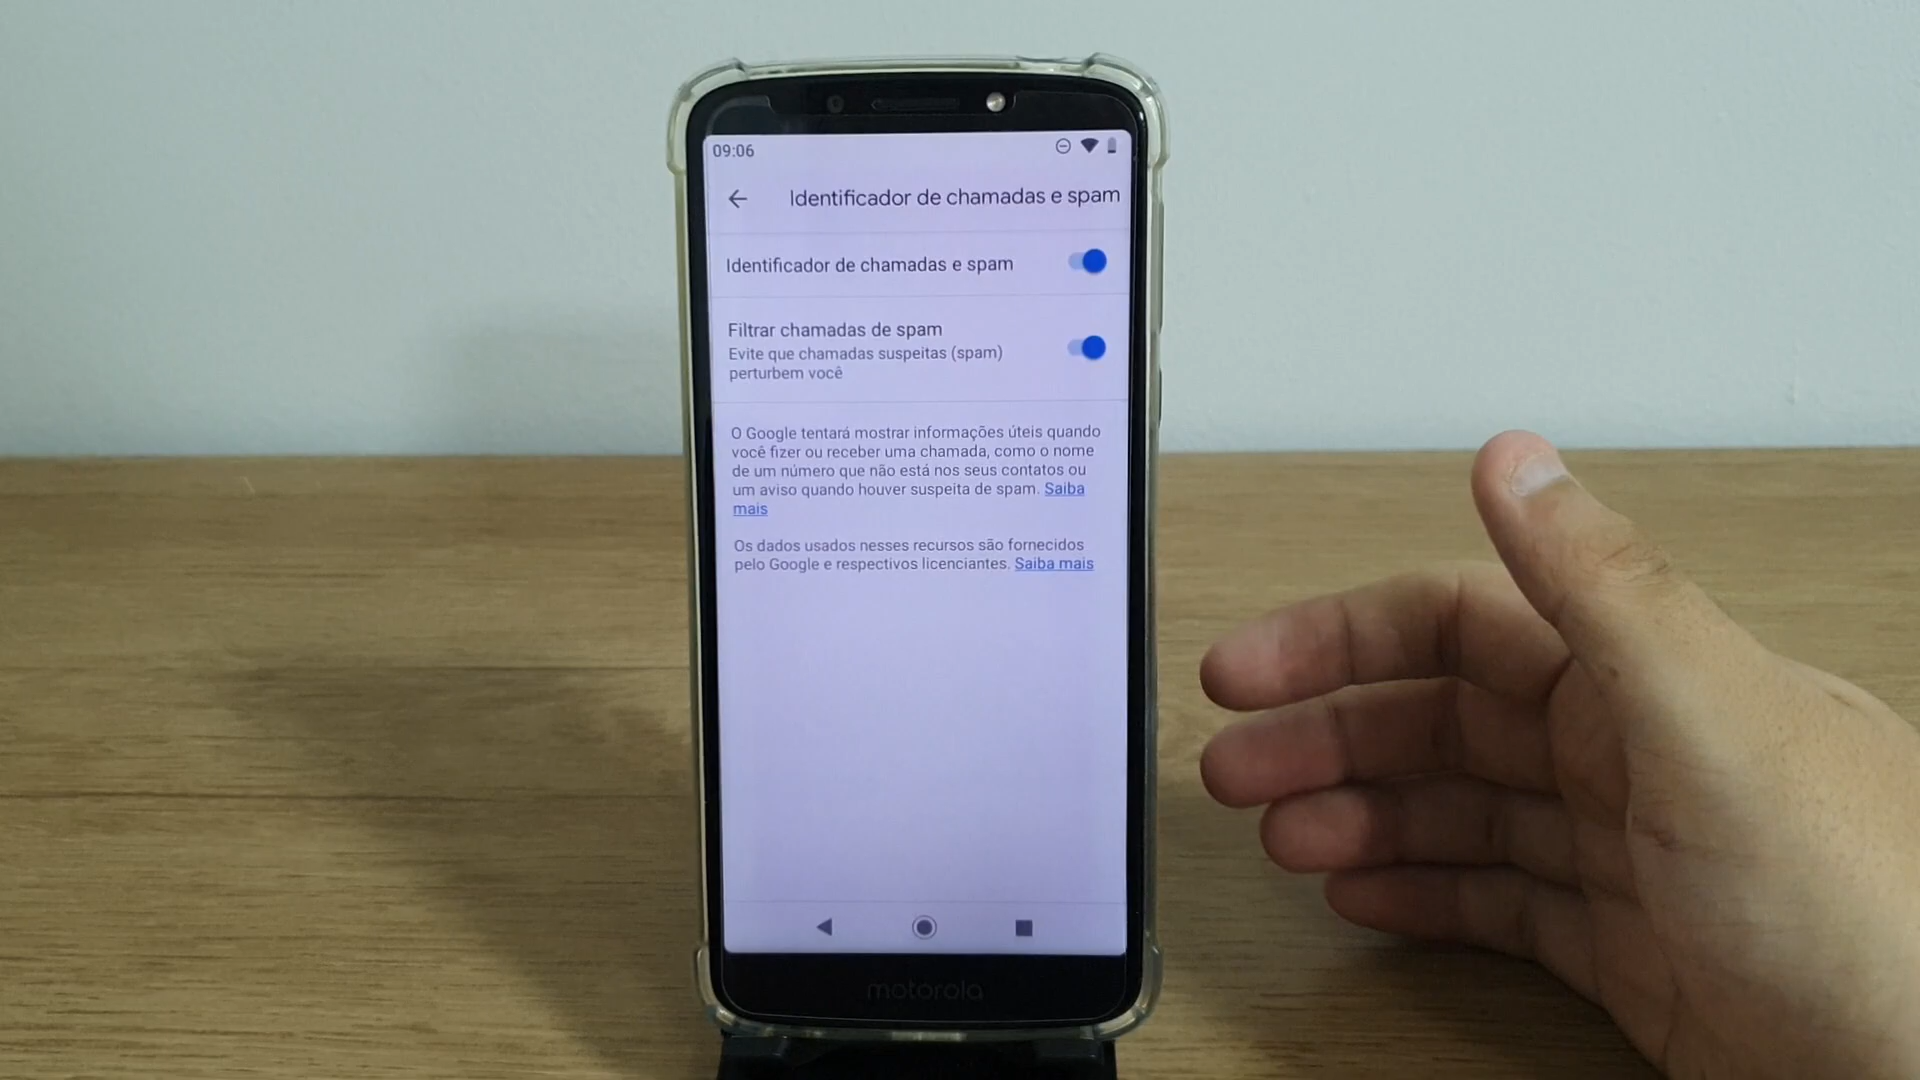 09:06
Identificador de chamadas e spam
Identificador de chamadas e spam
Filtrar chamadas de spam
Evite que chamadas suspeitas (spam)
perturbem você
O Google tentará mostrar informações úteis quando
você fizer ou receber uma chamada, como o nome
de um número que não está nos seus contatos ou
um aviso quando houver suspeita de spam. Saiba
mais
Os dados usados nesses recursos são fornecidos
pelo Google e respectivos licenciantes. Saiba mais
motorola